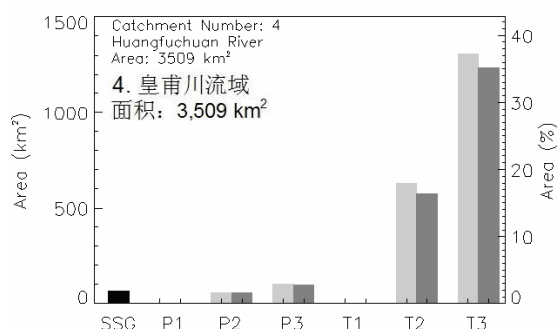 1500
1000
500
0
Area (km²)
Catchment Number: 4
Huangfuchuan River
Area: 3509 km²
4. 皇甫川流域
面积：3,509 km²
40
30
20
10
0
Area (%)
SSG P1 P2 P3 T1 T2 T3